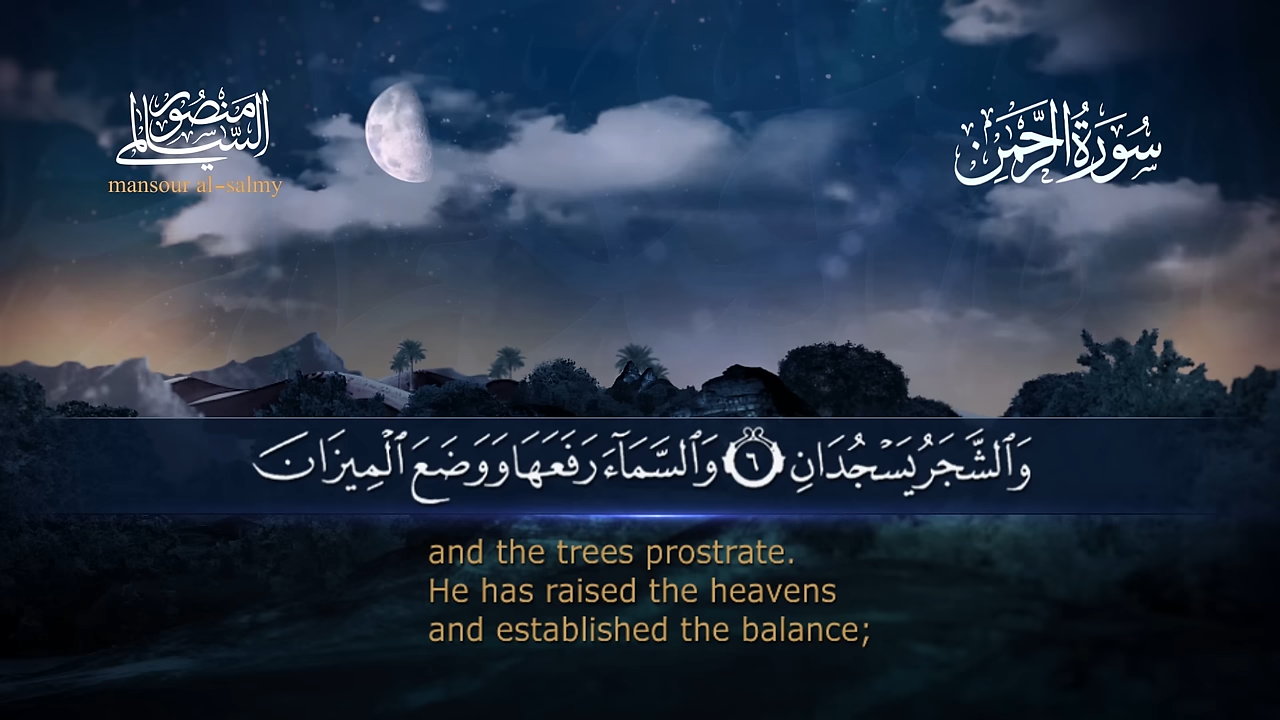 منصور السالمي
mansour al-salmy
سُورَةُ الرَّحْمٰن
وَٱلشَّجَرُ يَسْجُدَانِ ٦ وَٱلسَّمَآءَ رَفَعَهَا وَوَضَعَ ٱلْمِيزَانَ
and the trees prostrate.
He has raised the heavens
and established the balance;